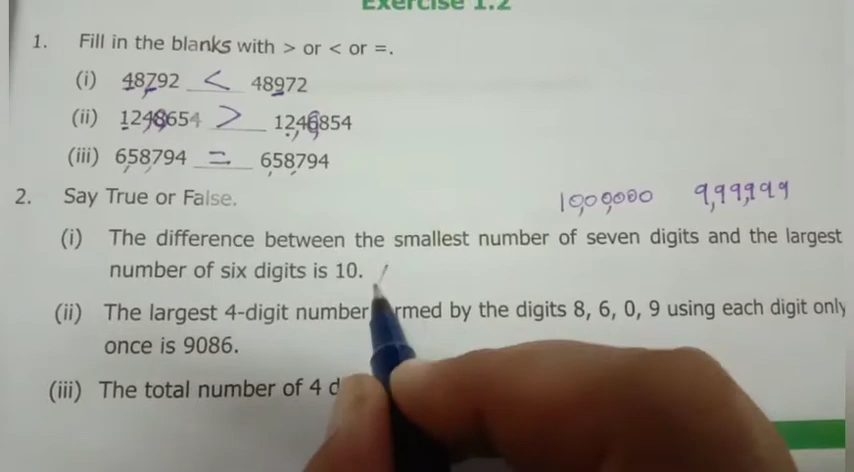 Exercise 1.2
1. Fill in the blanks with > or < or =.
(i) 48792 < 48972
(ii) 1248654 > 1246854
(iii) 658794 = 658794
2. Say True or False.
10,00,000 9,99,999
(i) The difference between the smallest number of seven digits and the largest
number of six digits is 10.
(ii) The largest 4-digit number rmed by the digits 8, 6, 0, 9 using each digit only
once is 9086.
(iii) The total number of 4 d